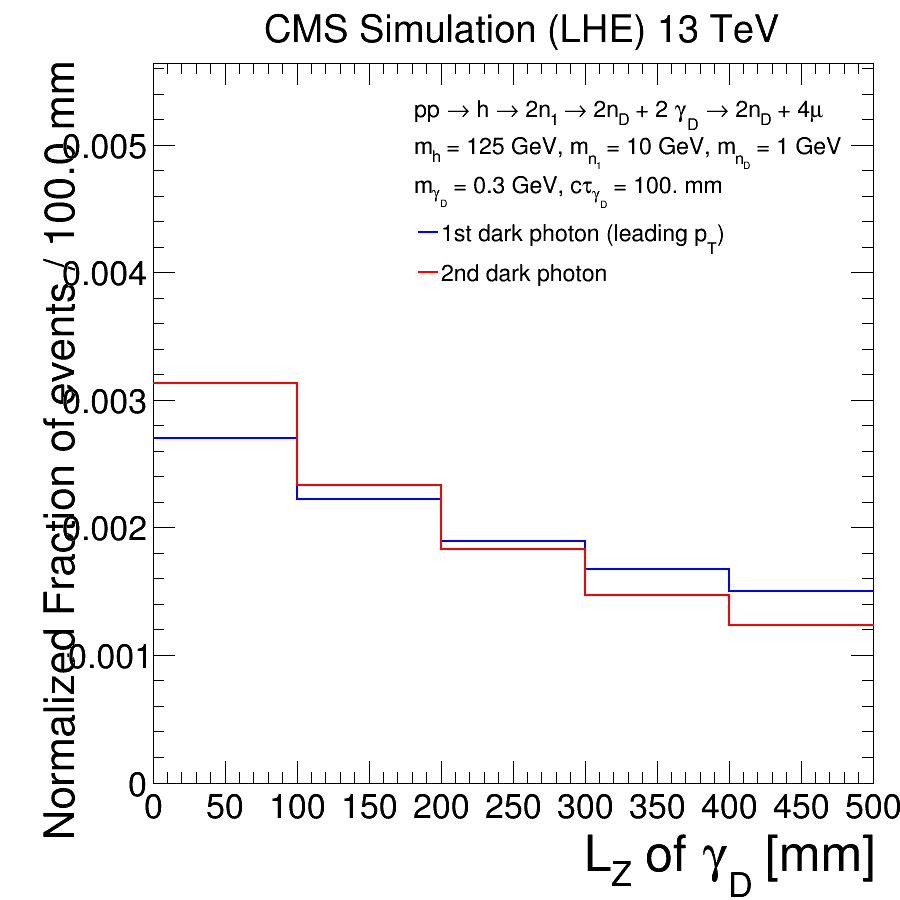 CMS Simulation (LHE) 13 TeV
pp → h → 2n1 → 2nD + 2 γD → 2nD + 4μ
mh = 125 GeV, mn1 = 10 GeV, mnD = 1 GeV
mγD = 0.3 GeV, cτγD = 100. mm
1st dark photon (leading pT)
2nd dark photon
Normalized Fraction of events / 100.0 mm
0.005
0.004
0.003
0.002
0.001
0
0 50 100 150 200 250 300 350 400 450 500
LZ of γD [mm]